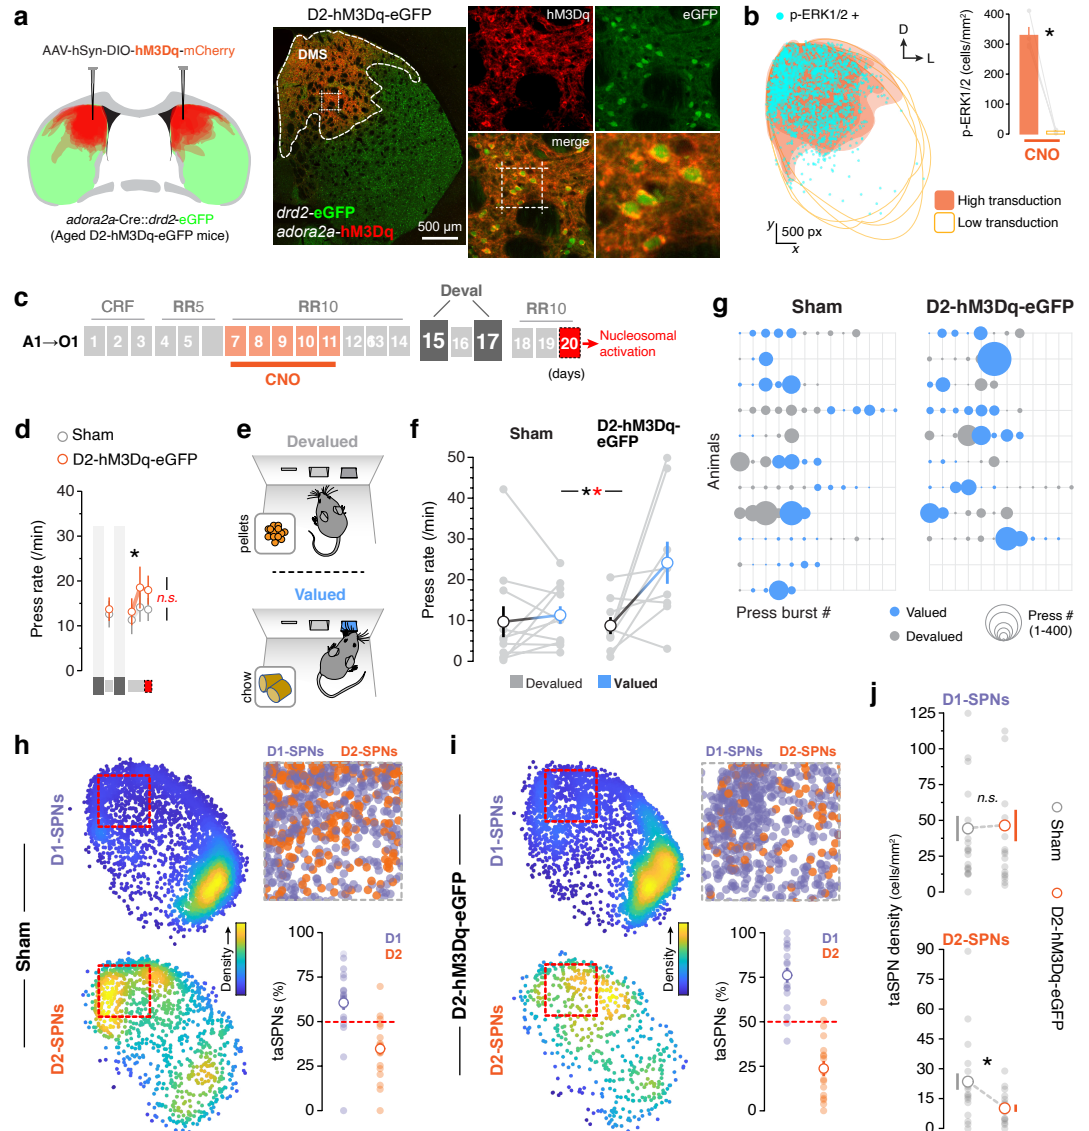 a
AAV-hSyn-DIO-hM3Dq-mCherry
adora2a-Cre::drd2-eGFP
(Aged D2-hM3Dq-eGFP mice)
D2-hM3Dq-eGFP
DMS
drd2-eGFP
adora2a-hM3Dq
500 µm
hM3Dq
eGFP
merge
b
p-ERK1/2 +
D
L
y
x
500 px
p-ERK1/2 (cells/mm²)
400
300
200
100
0
*
CNO
High transduction
Low transduction
c
CRF
RR5
RR10
Deval
RR10
A1→O1
1 2 3 4 5 7 8 9 10 11 12 13 14 15 16 17 18 19 20
Nucleosomal
activation
CNO
(days)
d
Sham
D2-hM3Dq-eGFP
Press rate (/min)
40
30
20
10
0
*
n.s.
e
Devalued
pellets
Valued
chow
f
Sham
D2-hM3Dq-
eGFP
Press rate (/min)
50
50
40
30
20
10
0
**
Devalued
Valued
g
Sham
D2-hM3Dq-eGFP
Animals
Press burst #
Valued
Devalued
Press #
(1-400)
h
Sham
D1-SPNs
D2-SPNs
D1-SPNs
D2-SPNs
Density
taSPNs (%)
100
75
50
25
0
D1
D2
i
D2-hM3Dq-eGFP
D1-SPNs
D2-SPNs
D1-SPNs
D2-SPNs
Density
taSPNs (%)
100
75
50
25
0
D1
D2
j
D1-SPNs
taSPN density (cells/mm²)
125
100
125
50
25
0
n.s.
D2-SPNs
90
75
60
45
30
15
0
*
Sham
D2-hM3Dq-eGFP